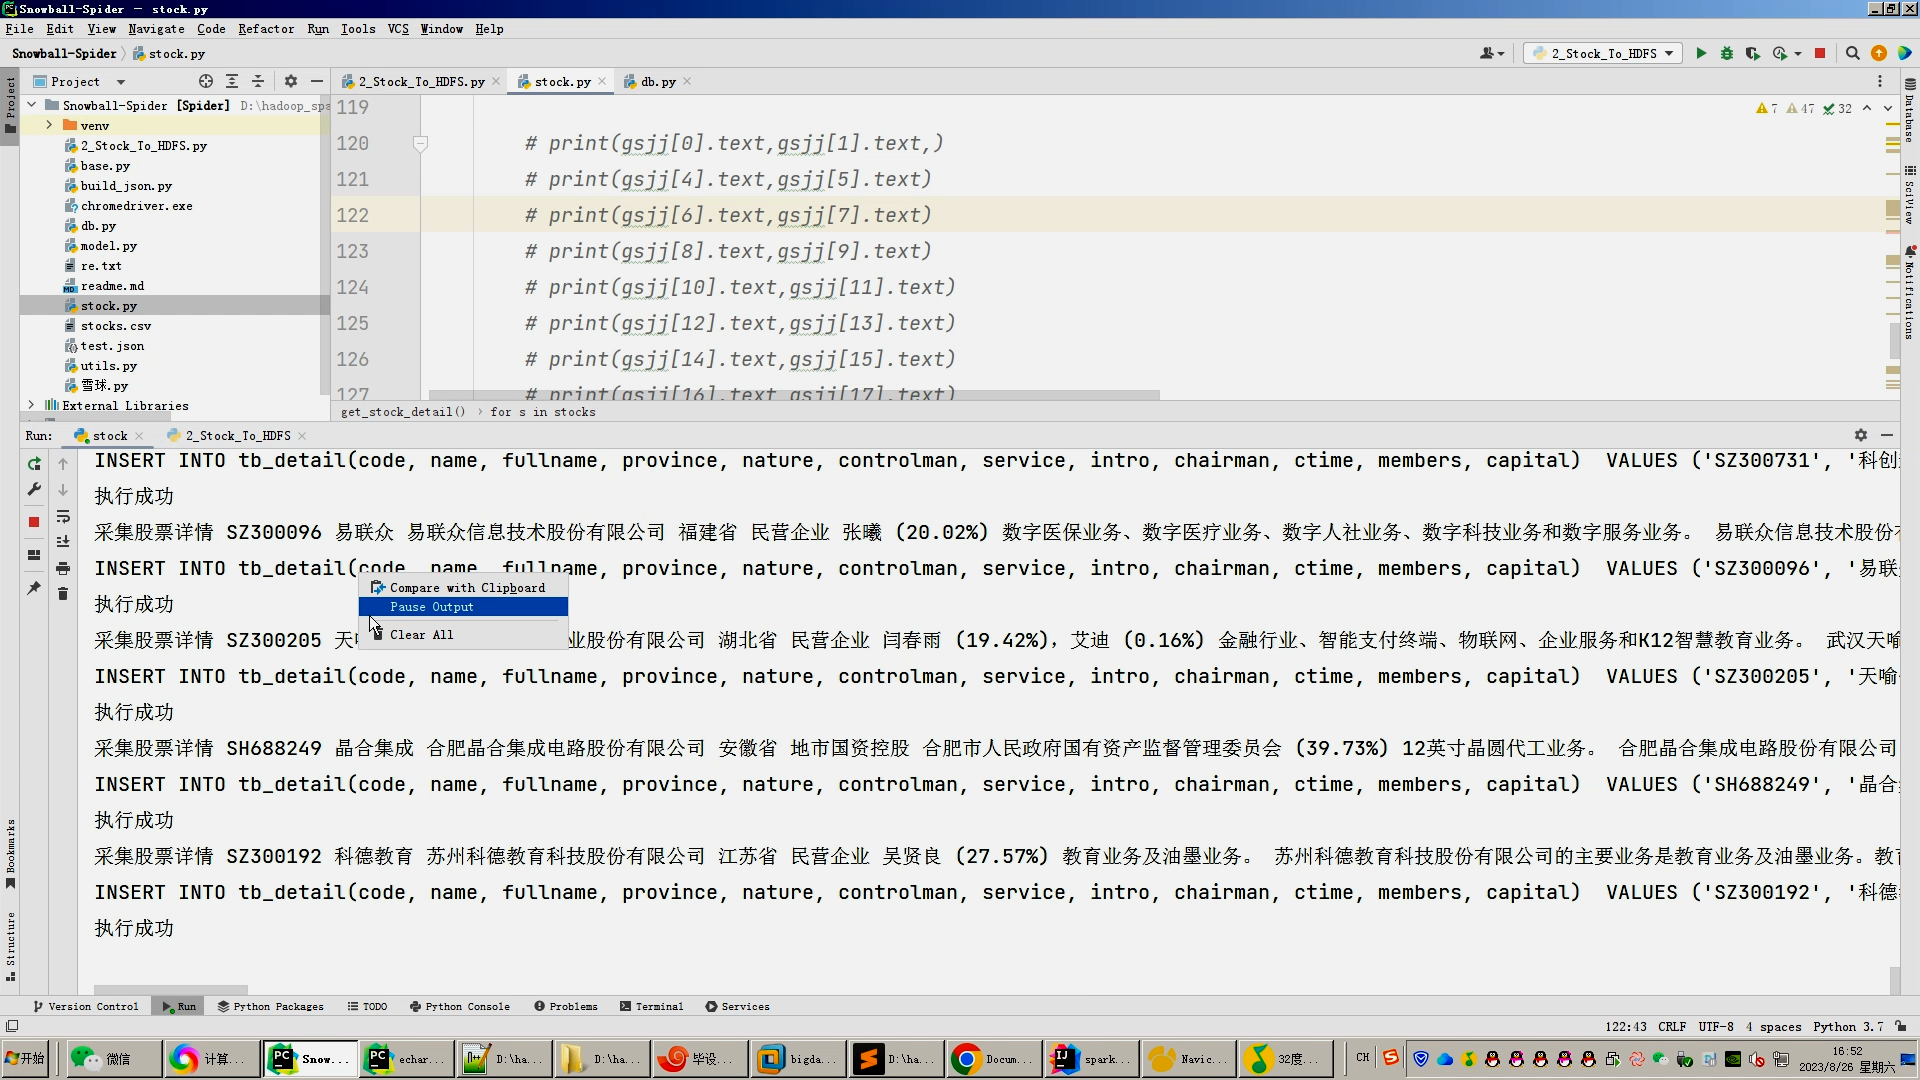 Snowball-Spider - stock.py
File Edit View Navigate Code Refactor Run Tools VCS Window Help
Snowball-Spider stock.py
2_Stock_To_HDFS
Project
2_Stock_To_HDFS.py
stock.py
db.py
Snowball-Spider [Spider] D:\hadoop_spa
venv
2_Stock_To_HDFS.py
base.py
build_json.py
chromedriver.exe
db.py
model.py
re.txt
readme.md
stock.py
stocks.csv
test.json
utils.py
雪球.py
External Libraries
7 47 32
119
120 # print(gsjj[0].text,gsjj[1].text,)
121 # print(gsjj[4].text,gsjj[5].text)
122 # print(gsjj[6].text,gsjj[7].text)
123 # print(gsjj[8].text,gsjj[9].text)
124 # print(gsjj[10].text,gsjj[11].text)
125 # print(gsjj[12].text,gsjj[13].text)
126 # print(gsjj[14].text,gsjj[15].text)
127 # print(gsjj[16].text,gsjj[17].text)
get_stock_detail() for s in stocks
Project
Database
SciView
Notifications
Bookmarks
Structure
Run: stock 2_Stock_To_HDFS
INSERT INTO tb_detail(code, name, fullname, province, nature, controlman, service, intro, chairman, ctime, members, capital) VALUES ('SZ300731', '科创
执行成功
采集股票详情 SZ300096 易联众 易联众信息技术股份有限公司 福建省 民营企业 张曦 (20.02%) 数字医保业务、数字医疗业务、数字人社业务、数字科技业务和数字服务业务。 易联众信息技术股份有
INSERT INTO tb_detail(code, name, fullname, province, nature, controlman, service, intro, chairman, ctime, members, capital) VALUES ('SZ300096', '易联
执行成功
采集股票详情 SZ300205 天 业股份有限公司 湖北省 民营企业 闫春雨 (19.42%)，艾迪 (0.16%) 金融行业、智能支付终端、物联网、企业服务和K12智慧教育业务。 武汉天喻
INSERT INTO tb_detail(code, name, fullname, province, nature, controlman, service, intro, chairman, ctime, members, capital) VALUES ('SZ300205', '天喻
执行成功
采集股票详情 SH688249 晶合集成 合肥晶合集成电路股份有限公司 安徽省 地市国资控股 合肥市人民政府国有资产监督管理委员会 (39.73%) 12英寸晶圆代工业务。 合肥晶合集成电路股份有限公司
INSERT INTO tb_detail(code, name, fullname, province, nature, controlman, service, intro, chairman, ctime, members, capital) VALUES ('SH688249', '晶合
执行成功
采集股票详情 SZ300192 科德教育 苏州科德教育科技股份有限公司 江苏省 民营企业 吴贤良 (27.57%) 教育业务及油墨业务。 苏州科德教育科技股份有限公司的主要业务是教育业务及油墨业务。教育
INSERT INTO tb_detail(code, name, fullname, province, nature, controlman, service, intro, chairman, ctime, members, capital) VALUES ('SZ300192', '科德
执行成功
Compare with Clipboard
Pause Output
Clear All
Version Control Run Python Packages TODO Python Console Problems Terminal Services
122:43 CRLF UTF-8 4 spaces Python 3.7
开始 微信 计算... Snow... echar... D:\ha... D:\ha... 毕设... bigda... D:\ha... Docum... spark... Navic... 32度... CH
16:52
2023/8/26 星期六